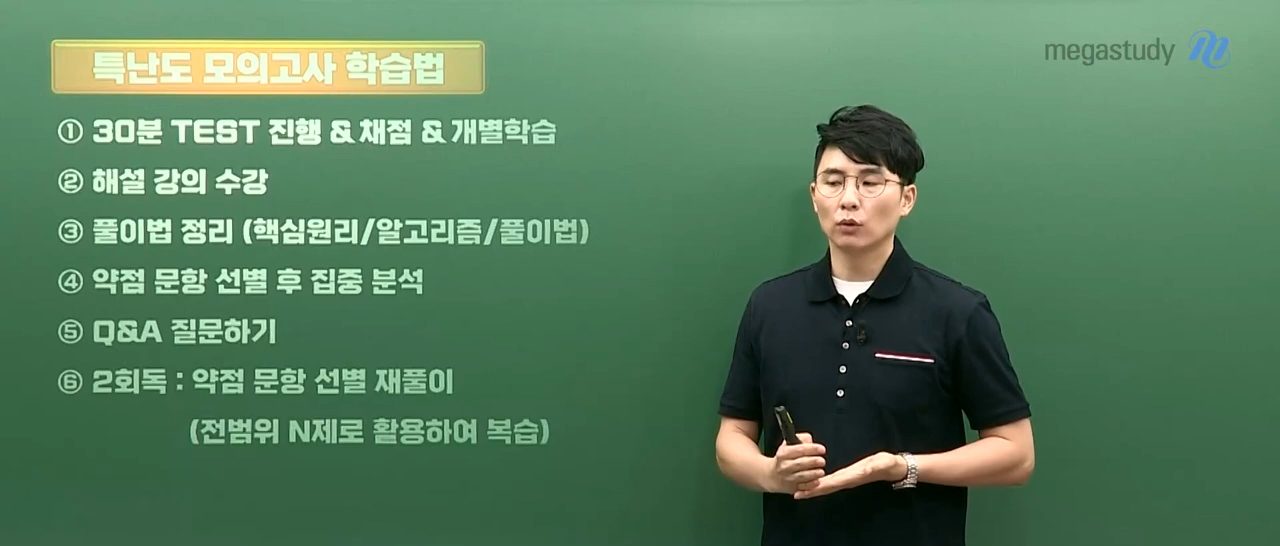 특난도 모의고사 학습법
megastudy
① 30분 TEST 진행 & 채점 & 개별학습
② 해설 강의 수강
③ 풀이법 정리 (핵심원리/알고리즘/풀이법)
④ 약점 문항 선별 후 집중 분석
⑤ Q&A 질문하기
⑥ 2회독 : 약점 문항 선별 재풀이
(전범위 N제로 활용하여 복습)